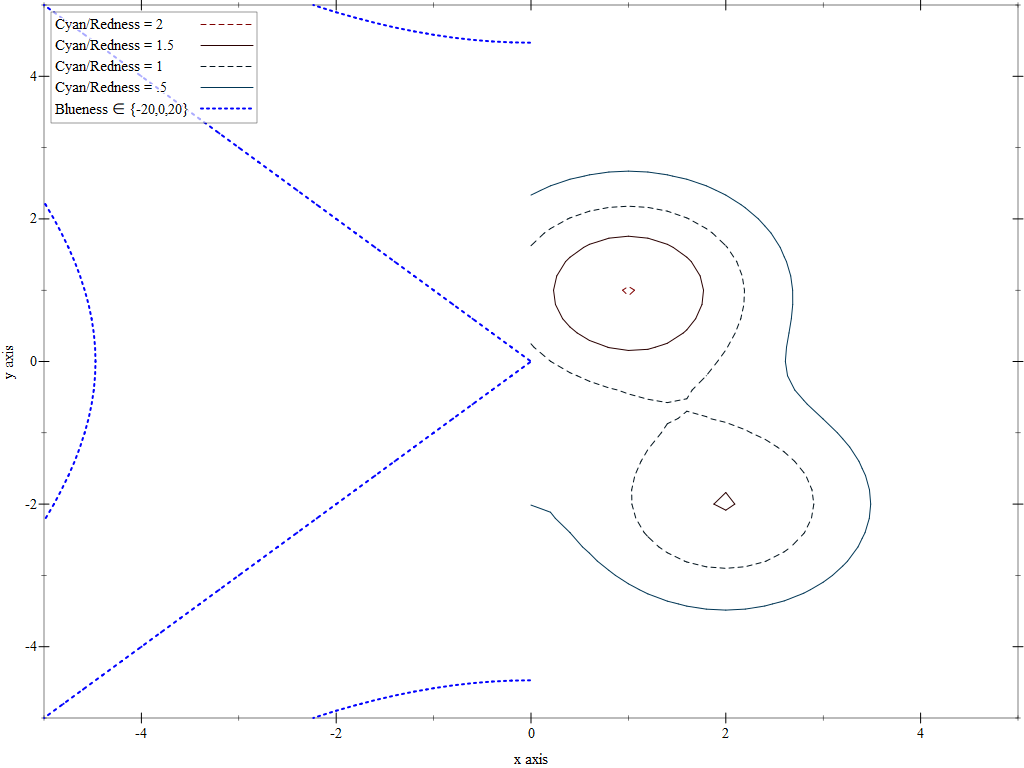 Cyan/Redness = 2
Cyan/Redness = 1.5
Cyan/Redness = 1
Cyan/Redness = .5
Blueness ∈ {-20,0,20}
4
2
0
-2
-4
y axis
-4
-2
0
2
4
x axis